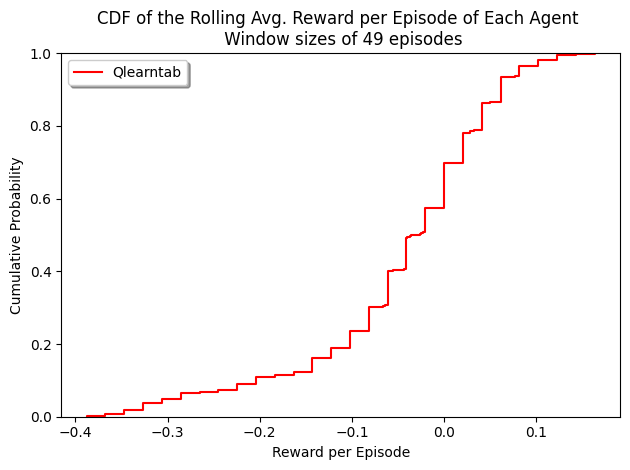 CDF of the Rolling Avg. Reward per Episode of Each Agent
Window sizes of 49 episodes
Qlearntab
Cumulative Probability
1.0
0.8
0.6
0.4
0.2
0.0
−0.4
−0.3
−0.2
−0.1
0.0
0.1
Reward per Episode